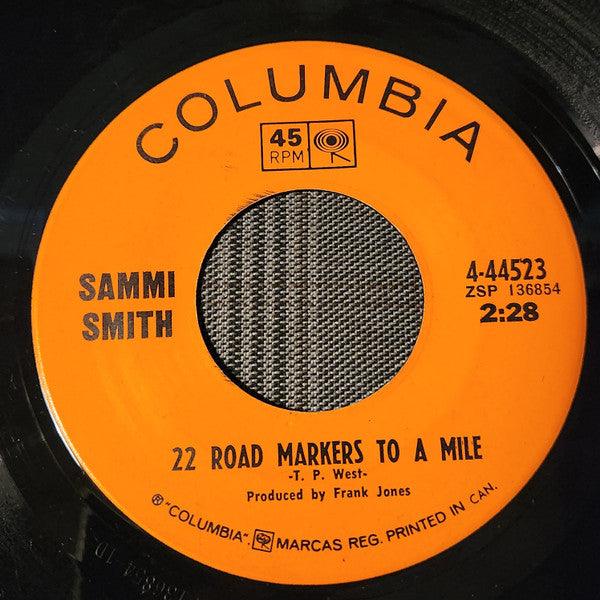 COLUMBIA
45
RPM
SAMMI
SMITH
4-44523
ZSP 136854
2:28
22 ROAD MARKERS TO A MILE
-T. P. West-
Produced by Frank Jones
® "COLUMBIA". MARCAS REG. PRINTED IN CAN.